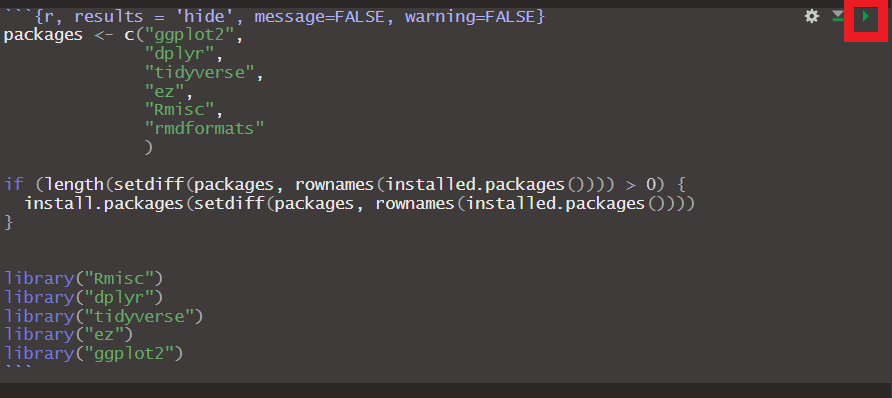 ```{r, results = 'hide', message=FALSE, warning=FALSE}
packages <- c("ggplot2",
              "dplyr",
              "tidyverse",
              "ez",
              "Rmisc",
              "rmdformats"
              )

if (length(setdiff(packages, rownames(installed.packages()))) > 0) {
  install.packages(setdiff(packages, rownames(installed.packages())))
}


library("Rmisc")
library("dplyr")
library("tidyverse")
library("ez")
library("ggplot2")
```